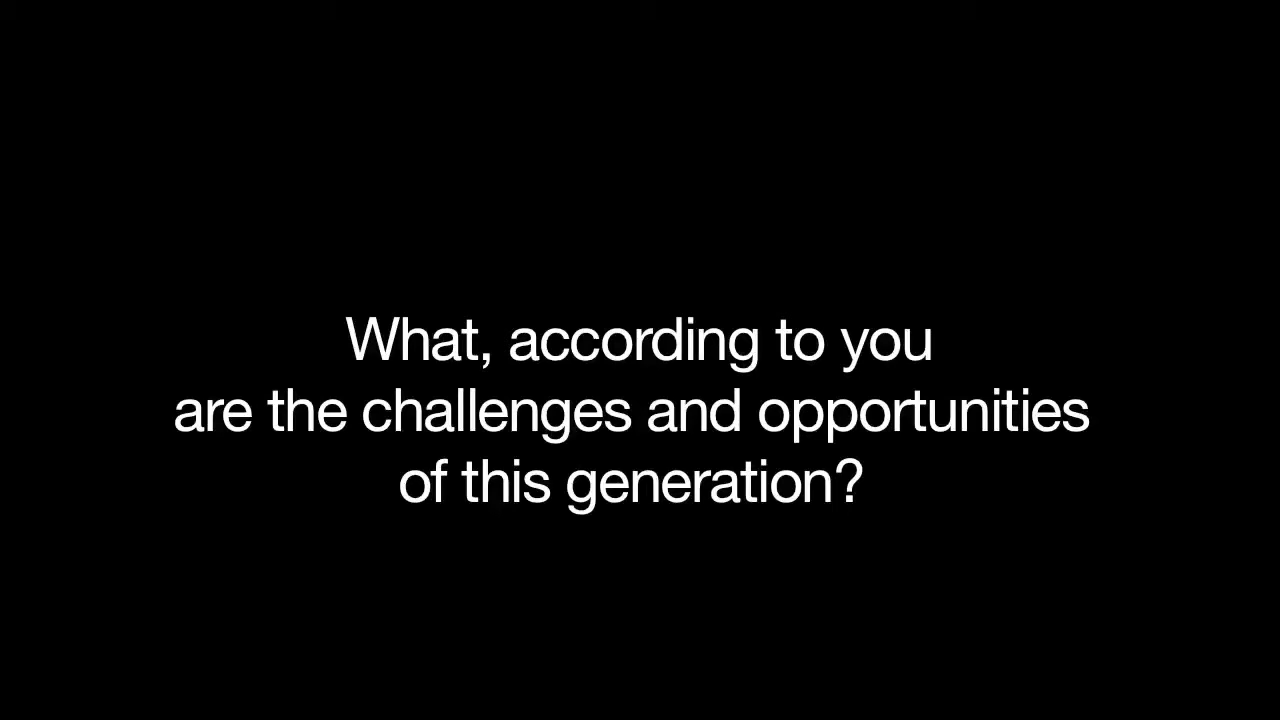 What, according to you
are the challenges and opportunities
of this generation?